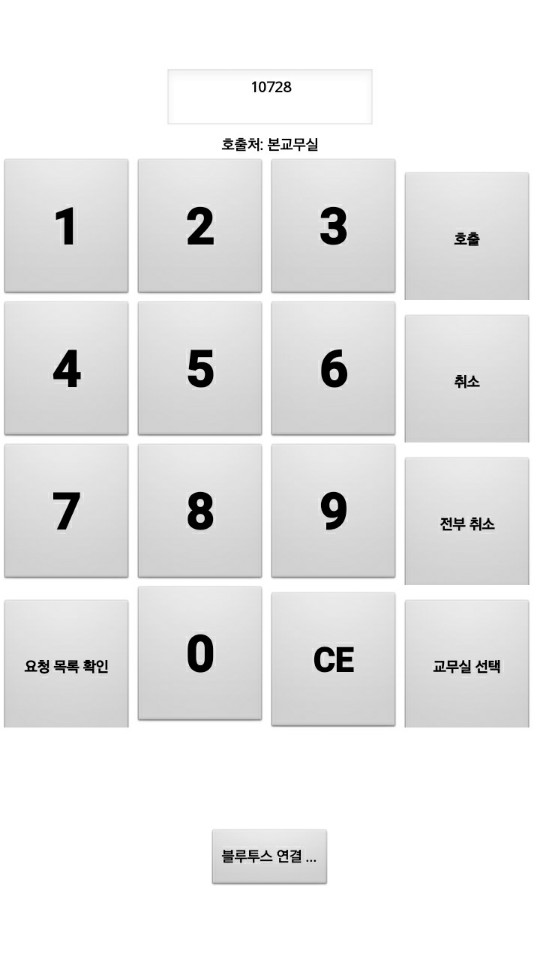 10728
호출처: 본교무실
1 2 3 호출
4 5 6 취소
7 8 9 전부 취소
요청 목록 확인 0 CE 교무실 선택
블루투스 연결 ...